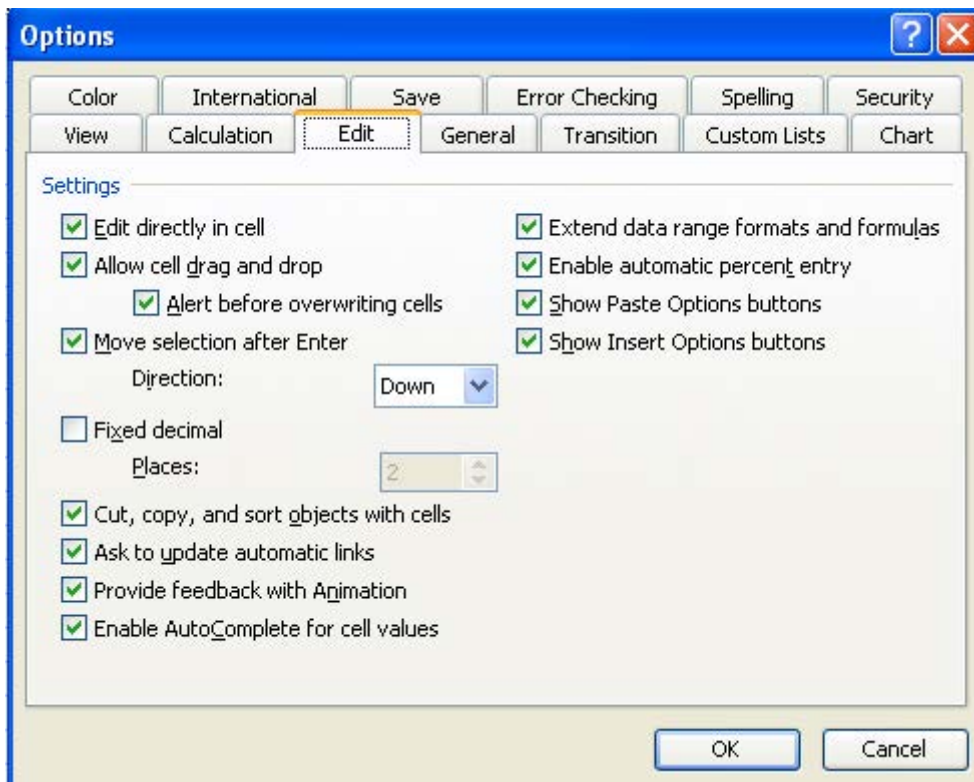 Options
Color International Save Error Checking Spelling Security
View Calculation Edit General Transition Custom Lists Chart
Settings
Edit directly in cell
Allow cell drag and drop
Alert before overwriting cells
Move selection after Enter
Direction: Down
Fixed decimal
Places: 2
Cut, copy, and sort objects with cells
Ask to update automatic links
Provide feedback with Animation
Enable AutoComplete for cell values
Extend data range formats and formulas
Enable automatic percent entry
Show Paste Options buttons
Show Insert Options buttons
OK Cancel